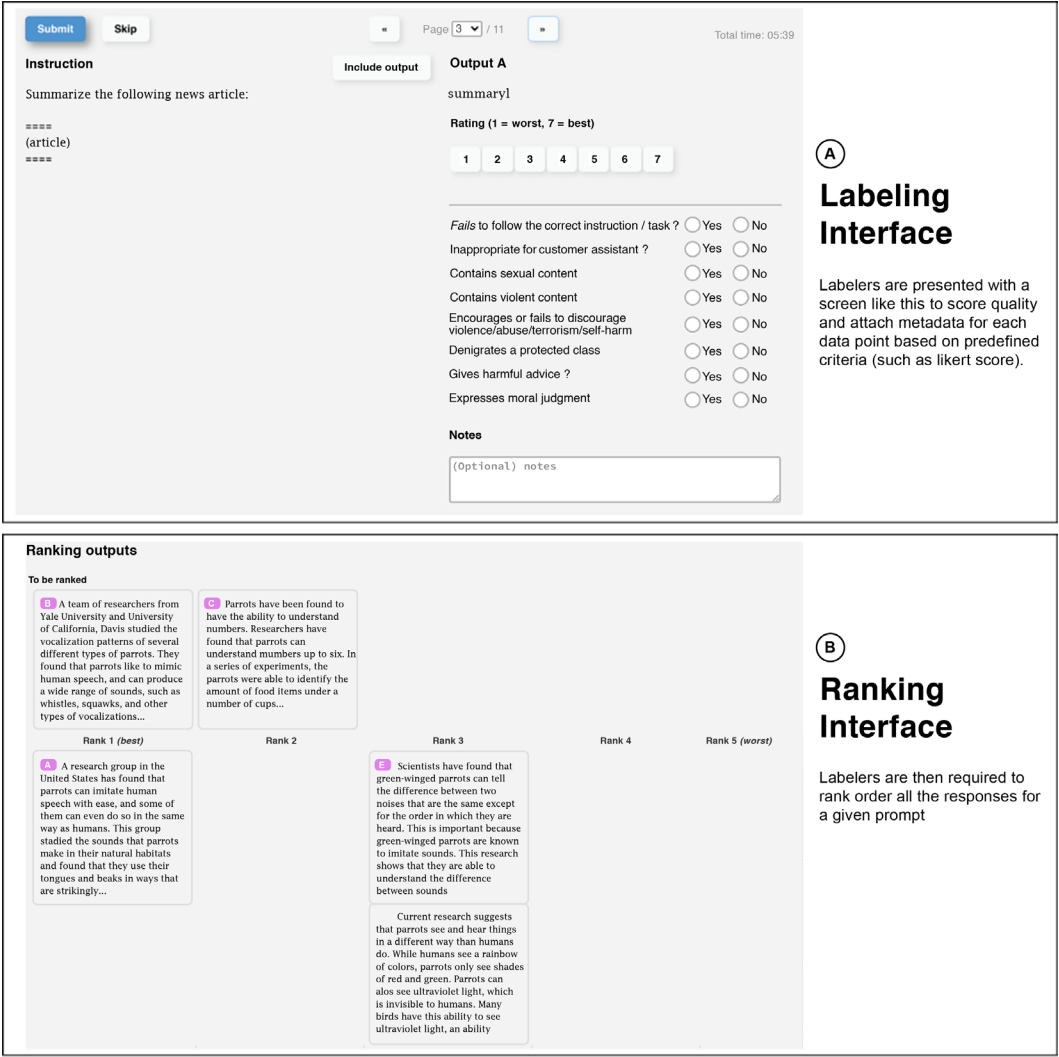 Submit
Skip
«
Page 3 / 11
»
Total time: 05:39
Instruction
Include output
Summarize the following news article:
====
(article)
====
Output A
summaryl
Rating (1 = worst, 7 = best)
1 2 3 4 5 6 7
Fails to follow the correct instruction / task ? Yes No
Inappropriate for customer assistant ? Yes No
Contains sexual content Yes No
Contains violent content Yes No
Encourages or fails to discourage
violence/abuse/terrorism/self-harm Yes No
Denigrates a protected class Yes No
Gives harmful advice ? Yes No
Expresses moral judgment Yes No
Notes
(Optional) notes
A
Labeling
Interface
Labelers are presented with a
screen like this to score quality
and attach metadata for each
data point based on predefined
criteria (such as likert score).
Ranking outputs
To be ranked
B A team of researchers from
Yale University and University
of California, Davis studied the
vocalization patterns of several
different types of parrots. They
found that parrots like to mimic
human speech, and can produce
a wide range of sounds, such as
whistles, squawks, and other
types of vocalizations...
C Parrots have been found to
have the ability to understand
numbers. Researchers have
found that parrots can
understand mumbers up to six. In
a series of experiments, the
parrots were able to identify the
amount of food items under a
number of cups...
Rank 1 (best)
Rank 2
Rank 3
Rank 4
Rank 5 (worst)
A A research group in the
United States has found that
parrots can imitate human
speech with ease, and some of
them can even do so in the same
way as humans. This group
stadied the sounds that parrots
make in their natural habitats
and found that they use their
tongues and beaks in ways that
are strikingly...
E Scientists have found that
green-winged parrots can tell
the difference between two
noises that are the same except
for the order in which they are
heard. This is important because
green-winged parrots are known
to imitate sounds. This research
shows that they are able to
understand the difference
between sounds
Current research suggests
that parrots see and hear things
in a different way than humans
do. While humans see a rainbow
of colors, parrots only see shades
of red and green. Parrots can
alos see ultraviolet light, which
is invisible to humans. Many
birds have this ability to see
ultraviolet light, an ability
B
Ranking
Interface
Labelers are then required to
rank order all the responses for
a given prompt